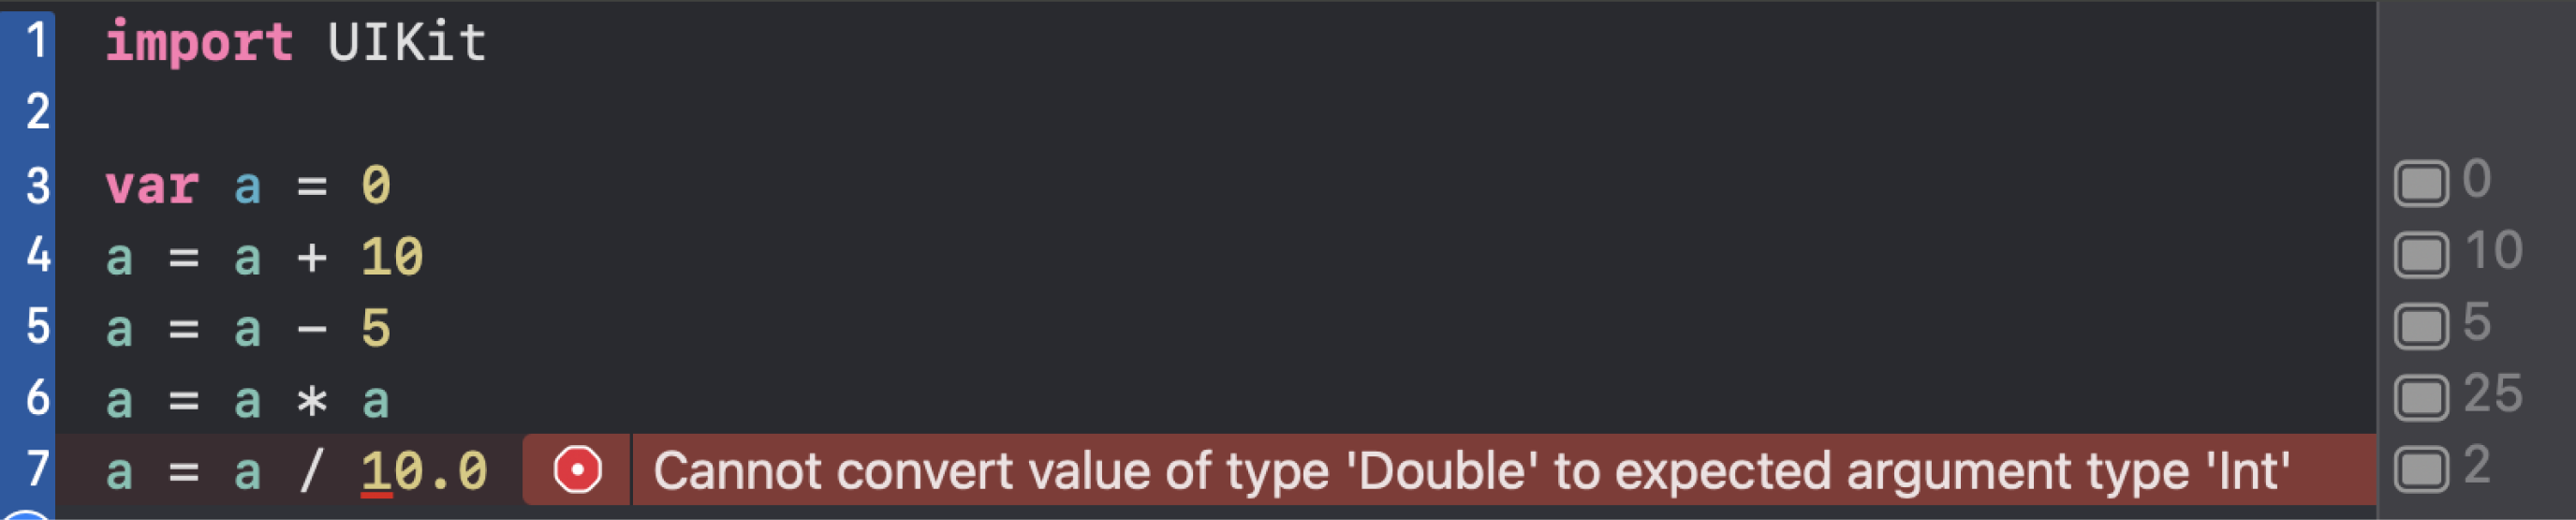 1 import UIKit
2
3 var a = 0 0
4 a = a + 10 10
5 a = a - 5 5
6 a = a * a 25
7 a = a / 10.0 Cannot convert value of type 'Double' to expected argument type 'Int' 2